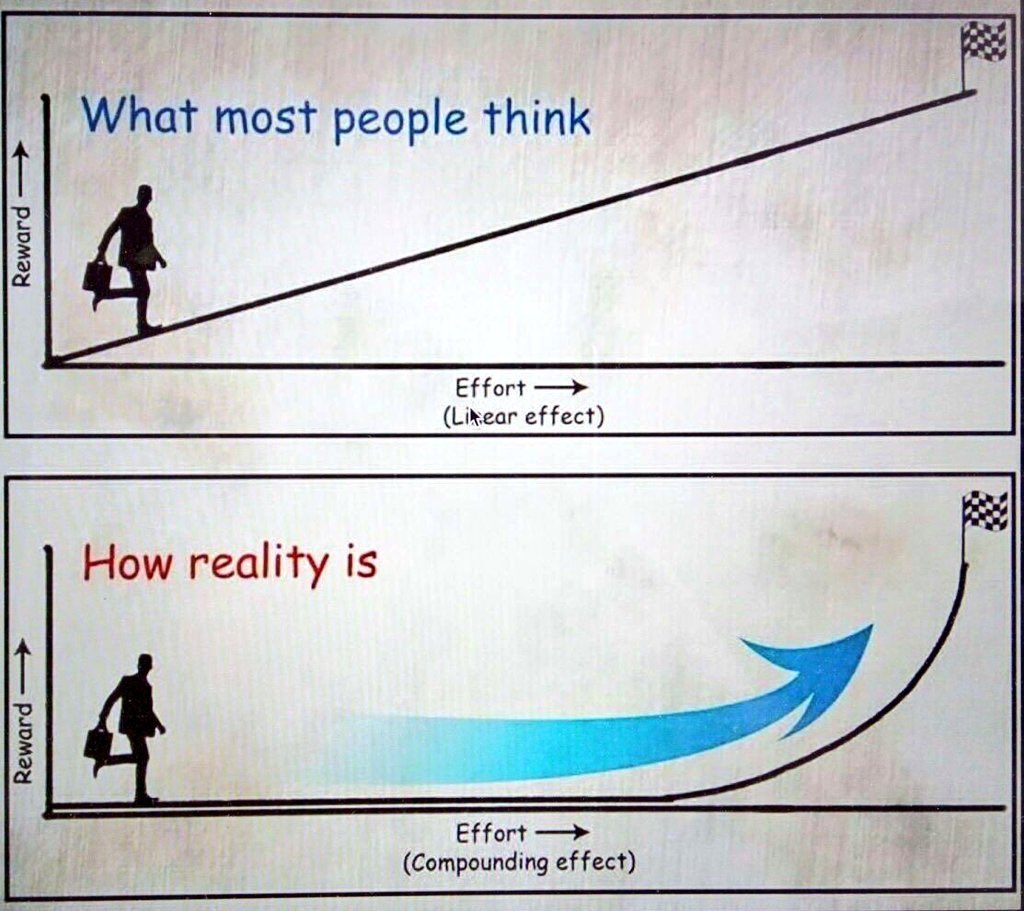 What most people think
Reward
Effort
(Linear effect)
How reality is
Reward
Effort
(Compounding effect)